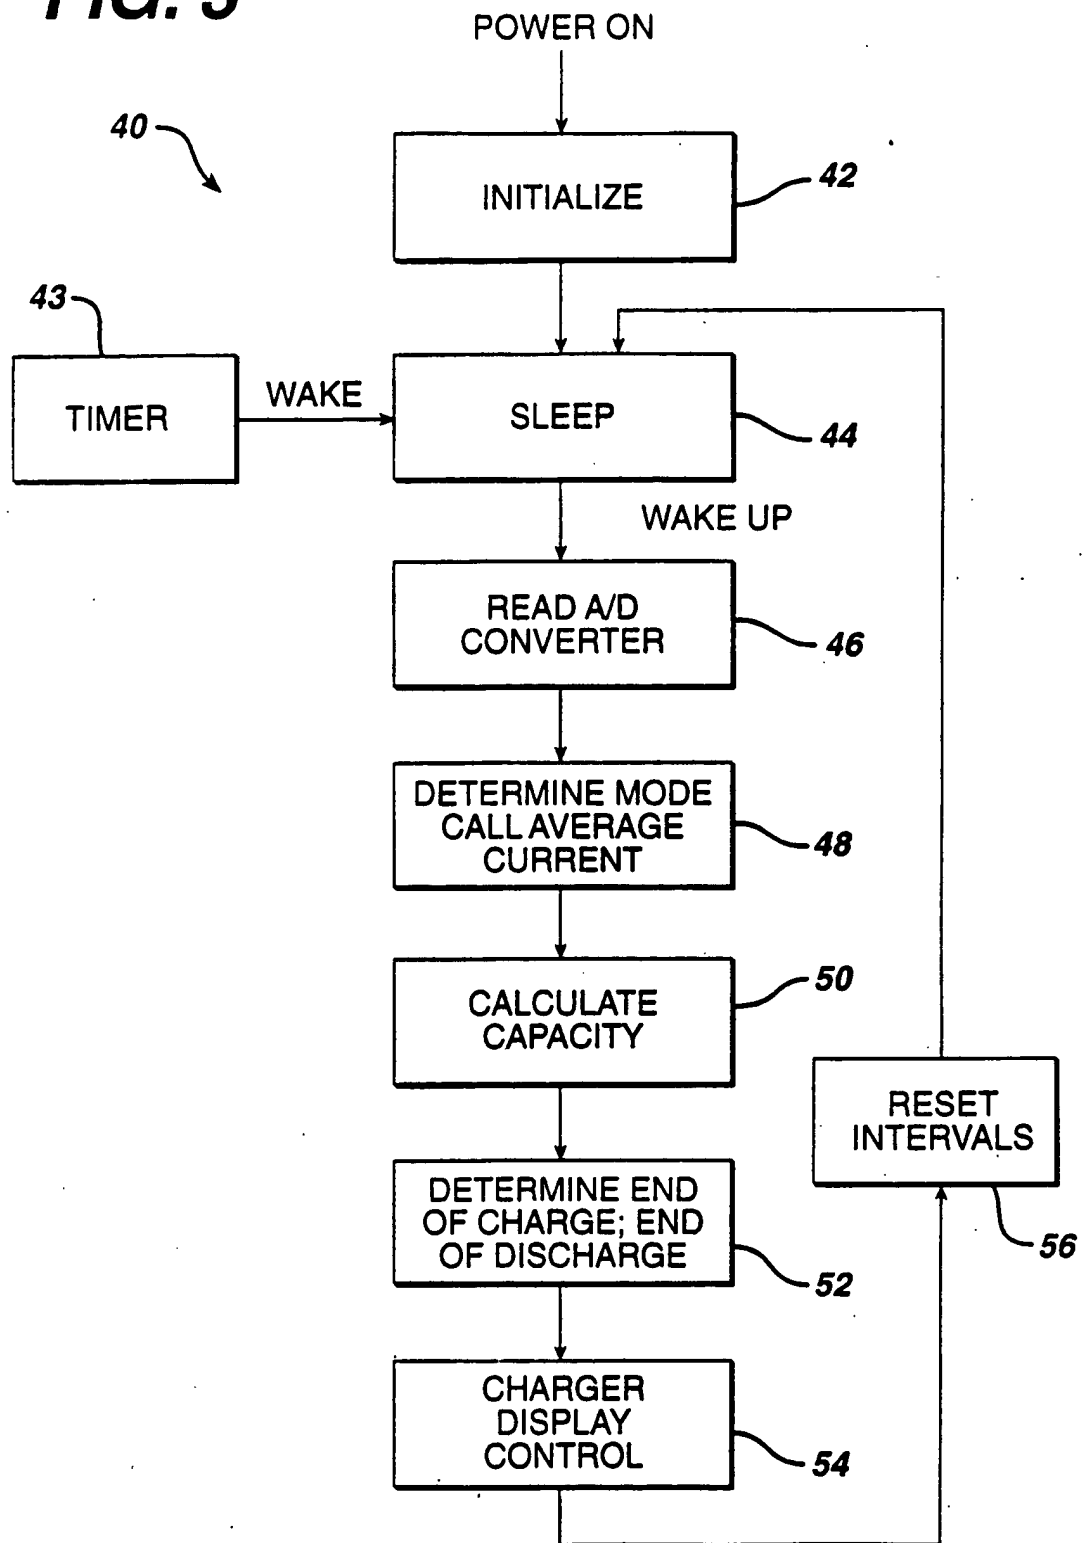 POWER ON
40
INITIALIZE
42
43
TIMER
WAKE
SLEEP
44
WAKE UP
READ A/D
CONVERTER
46
DETERMINE MODE
CALL AVERAGE
CURRENT
48
CALCULATE
CAPACITY
50
RESET
INTERVALS
56
DETERMINE END
OF CHARGE; END
OF DISCHARGE
52
CHARGER
DISPLAY
CONTROL
54